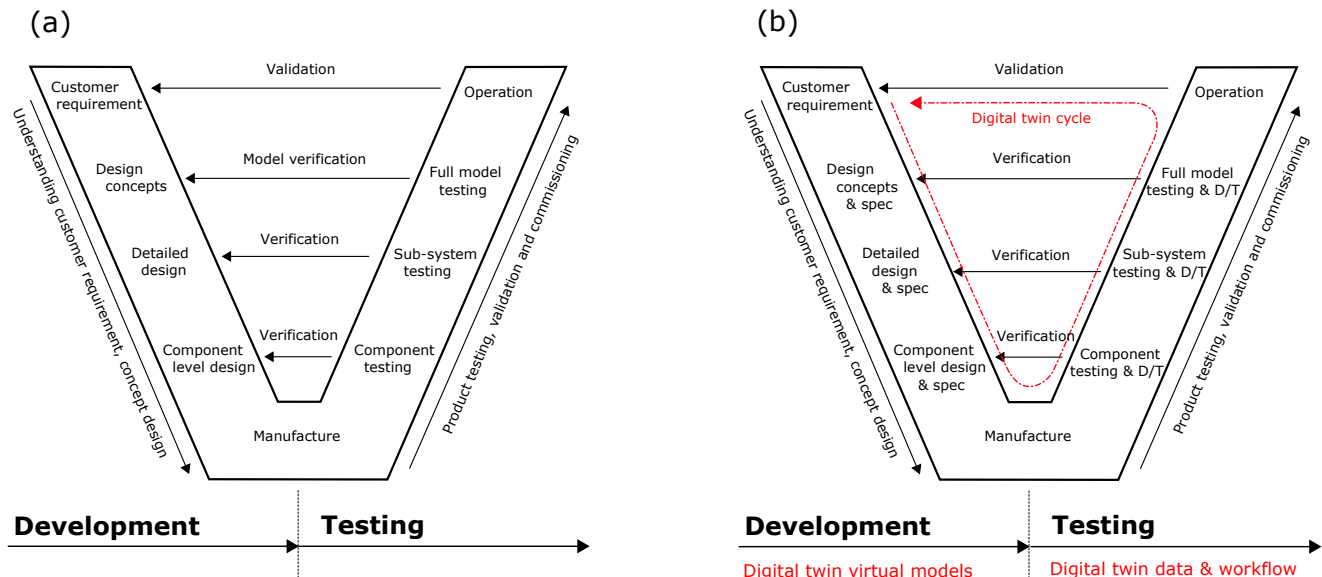 (a)
Validation
Customer
requirement
Operation
Model verification
Design
concepts
Full model
testing
Verification
Detailed
design
Sub-system
testing
Verification
Component
level design
Component
testing
Manufacture
Understanding customer requirement, concept design
Product testing, validation and commissioning
Development
Testing
(b)
Validation
Customer
requirement
Operation
Digital twin cycle
Verification
Design
concepts
& spec
Full model
testing & D/T
Verification
Detailed
design
& spec
Sub-system
testing & D/T
Verification
Component
level design
& spec
Component
testing & D/T
Manufacture
Understanding customer requirement, concept design
Product testing, validation and commissioning
Development
Testing
Digital twin virtual models
Digital twin data & workflow